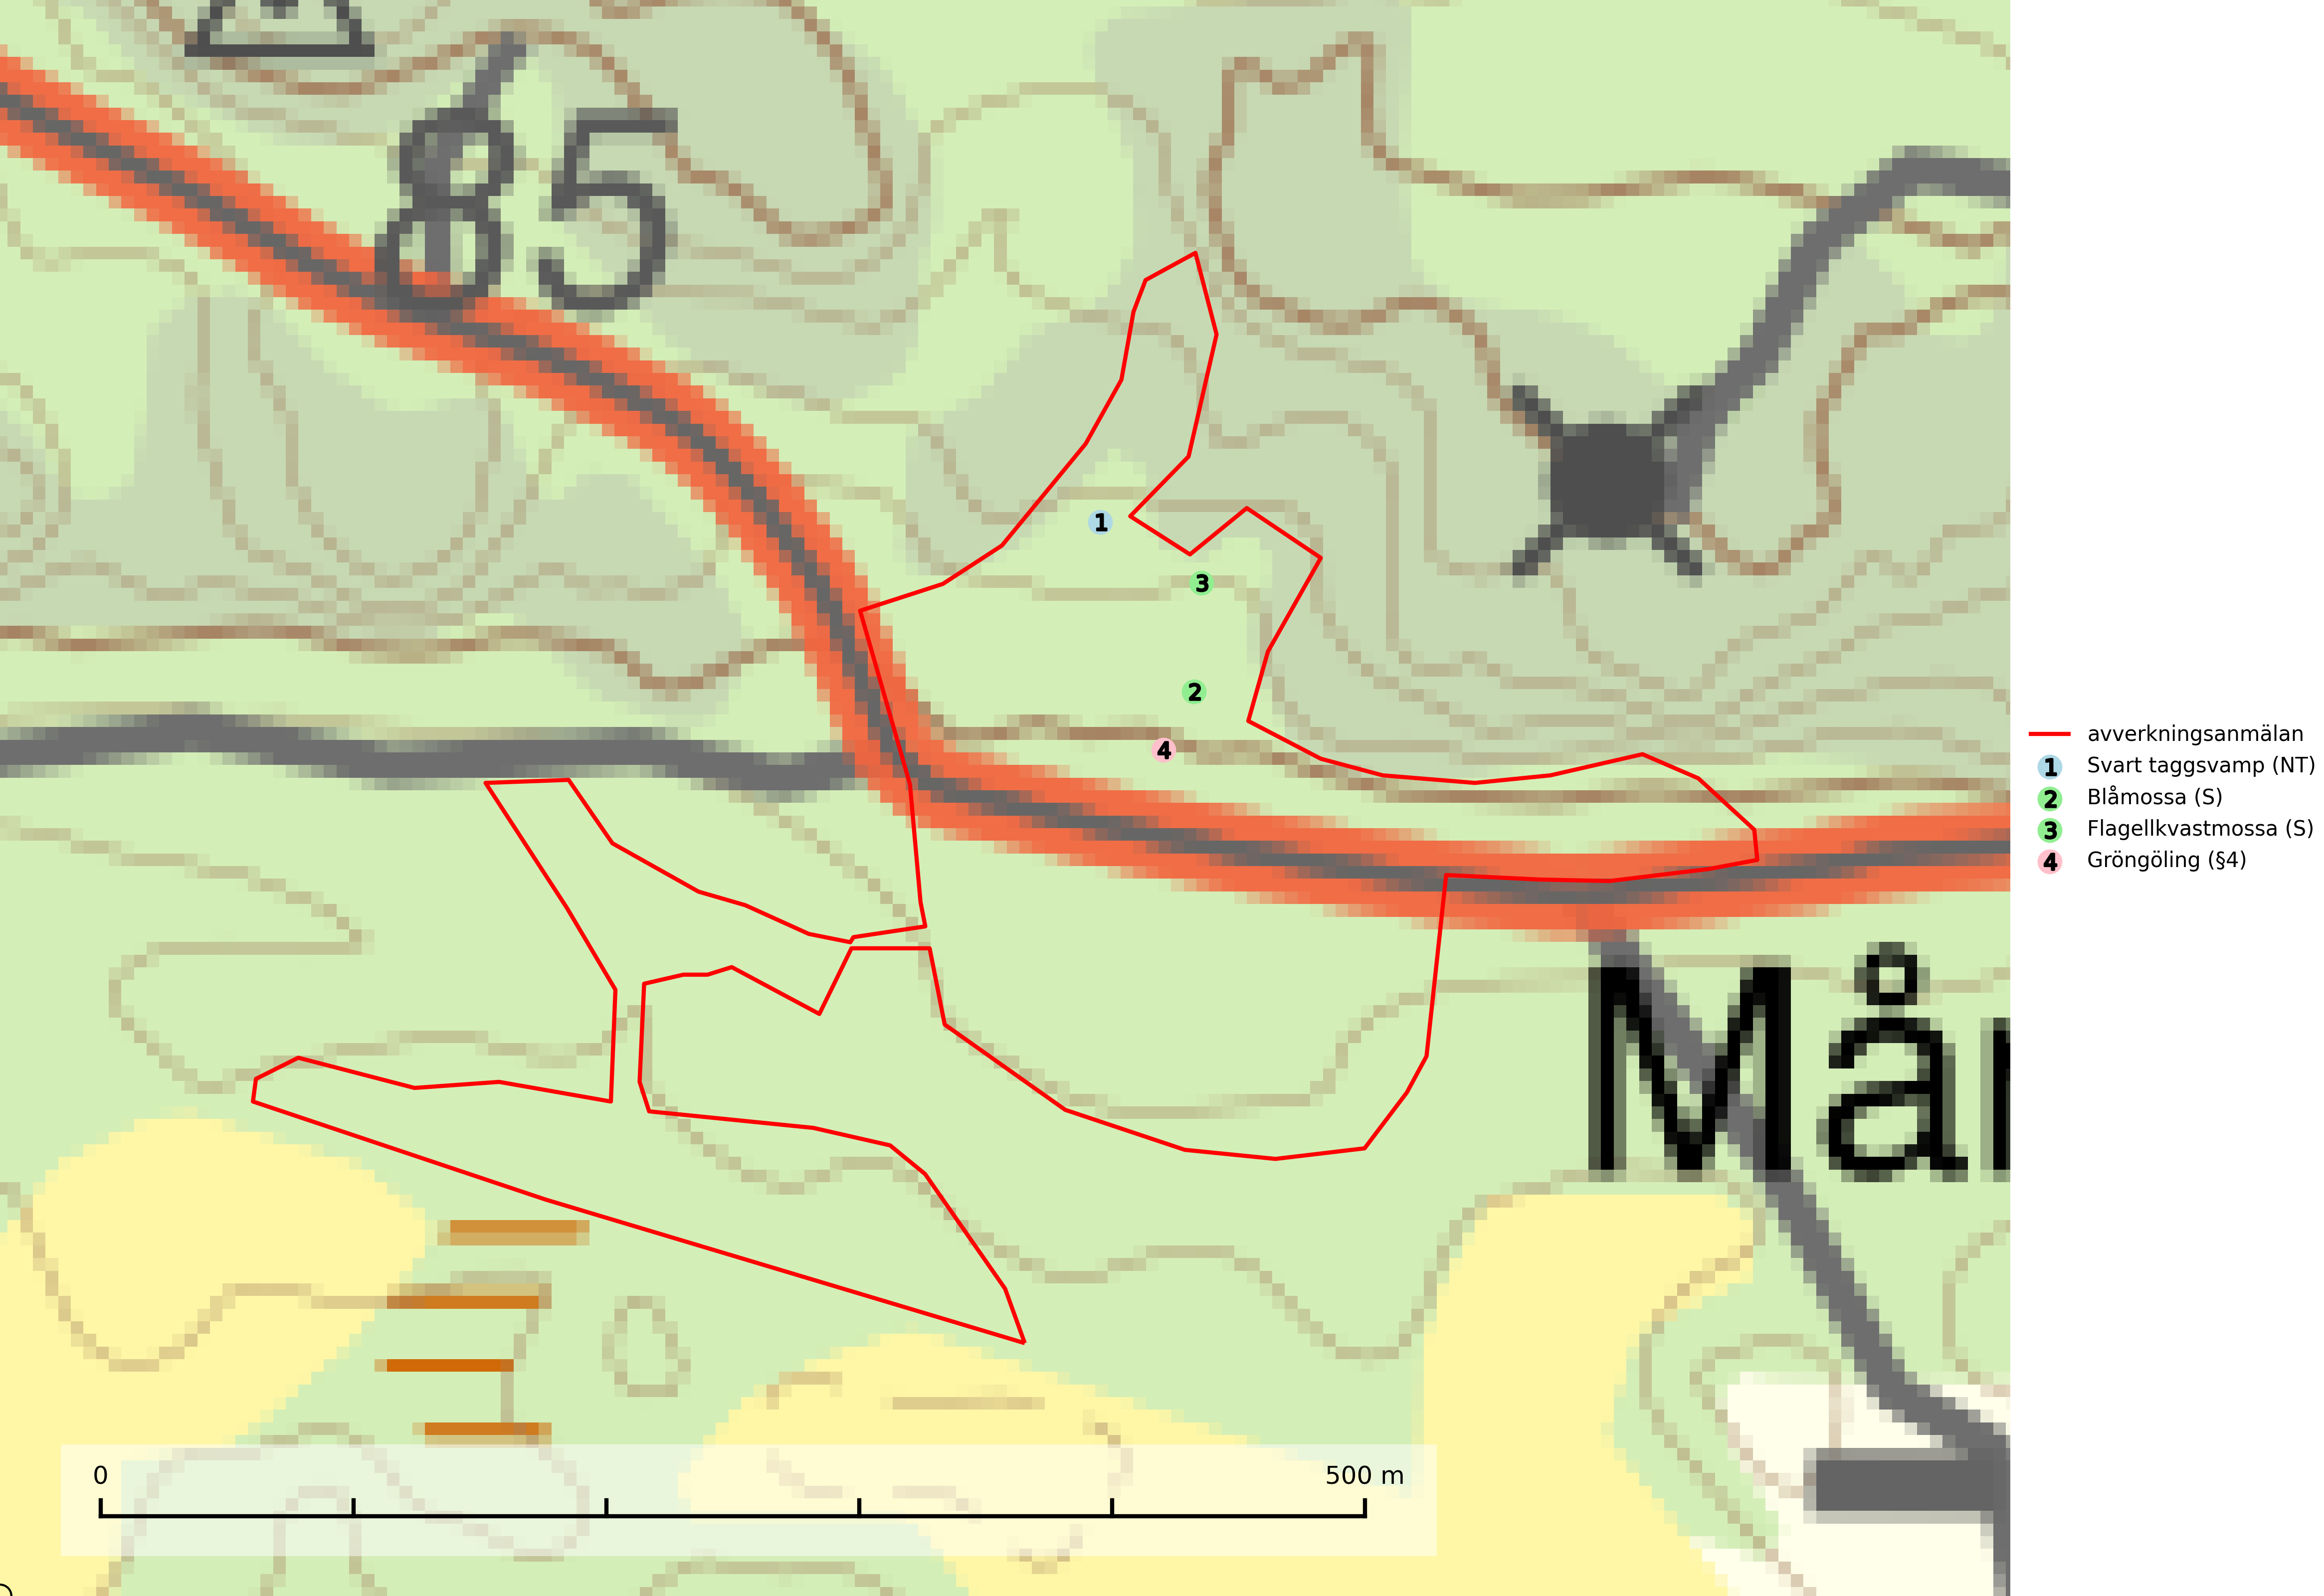 85
1
3
2
4
Må
avverkningsanmälan
1 Svart taggsvamp (NT)
2 Blåmossa (S)
3 Flagellkvastmossa (S)
4 Gröngöling (§4)
0 500 m